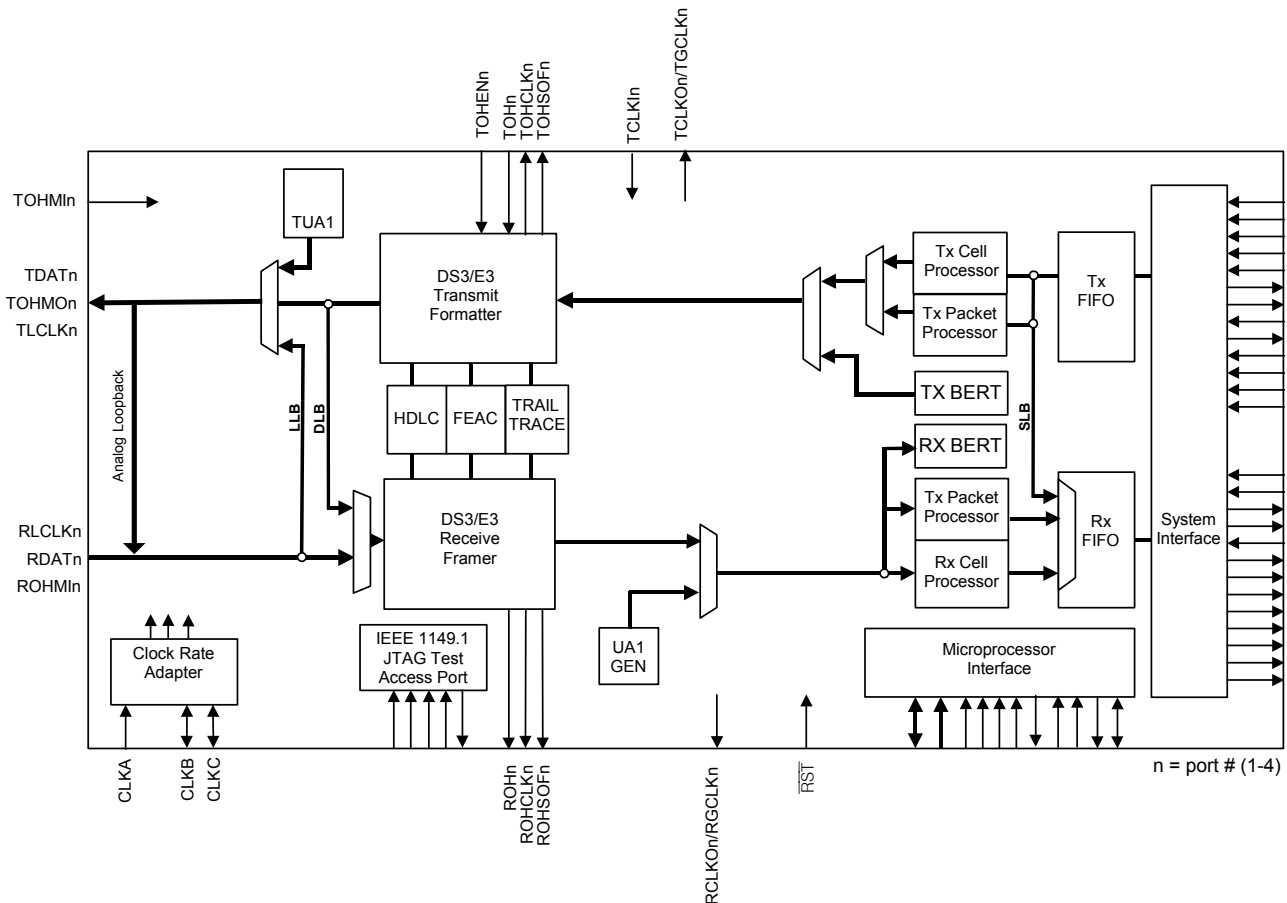 TOHENn
TOHn
TOHCLKn
TOHSOFn
TCLKIn
TCLKOn/TGCLKn
TOHMIn
TUA1
TDATn
TOHMOn
TLCLKn
DS3/E3
Transmit
Formatter
Tx Cell
Processor
Tx Packet
Processor
Tx
FIFO
TX BERT
RX BERT
Analog Loopback
LLB
DLB
HDLC
FEAC
TRAIL
TRACE
SLB
RLCLKn
RDATn
ROHMIn
DS3/E3
Receive
Framer
Tx Packet
Processor
Rx Cell
Processor
Rx
FIFO
System
Interface
Clock Rate
Adapter
IEEE 1149.1
JTAG Test
Access Port
UA1
GEN
Microprocessor
Interface
CLKA
CLKB
CLKC
ROHn
ROHCLKn
ROHSOFn
RCLKOn/RGCLKn
RST
n = port # (1-4)